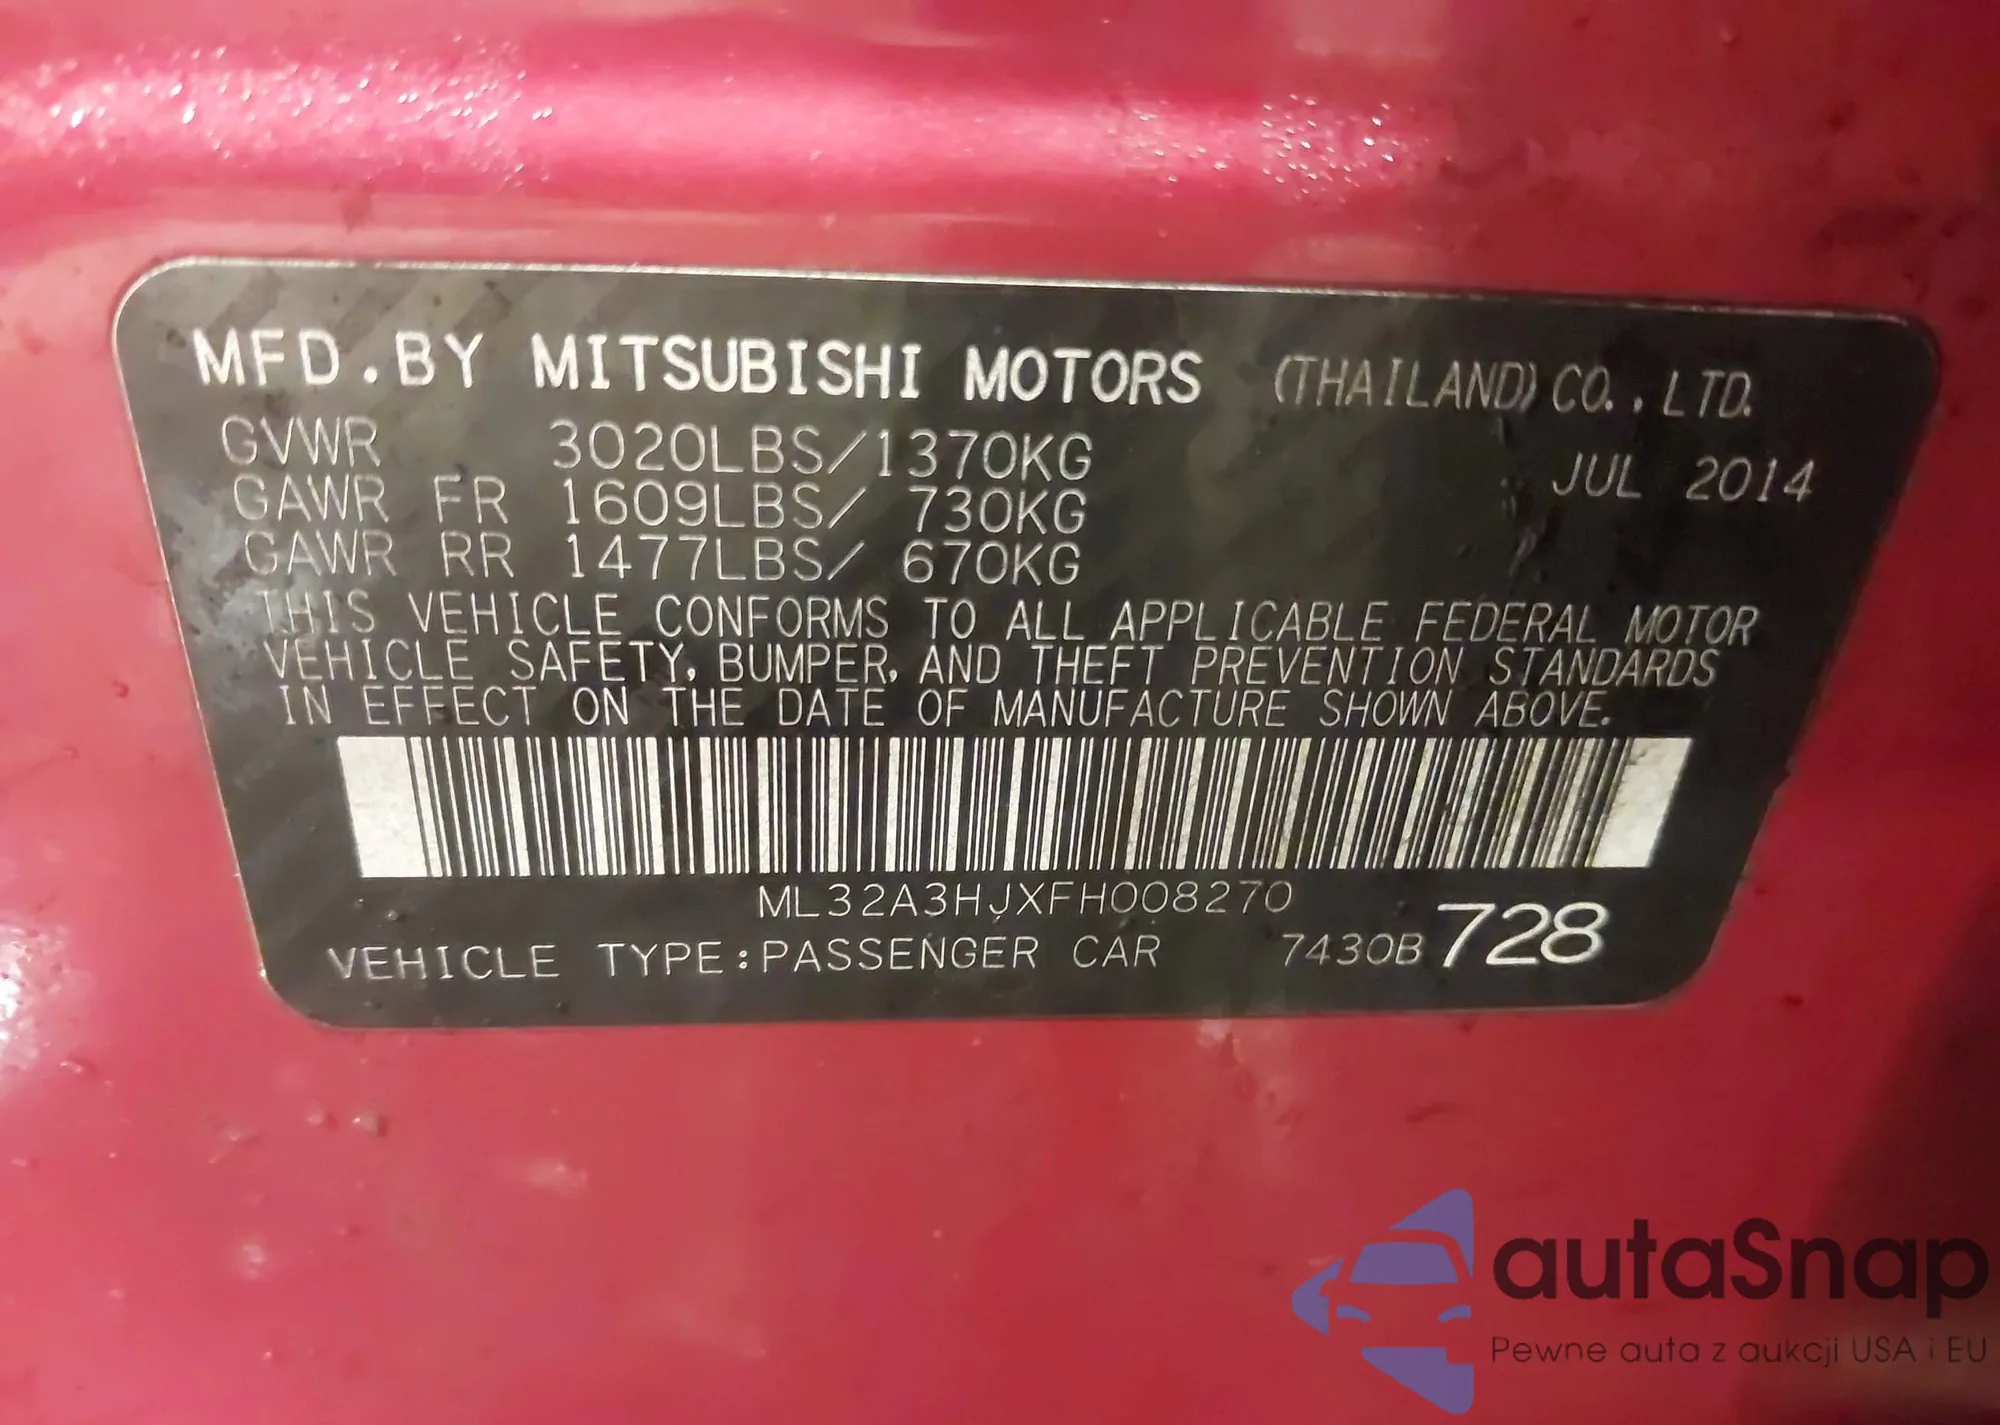 MFD.BY MITSUBISHI MOTORS (THAILAND) CO., LTD.
GVWR 3020LBS/1370KG JUL 2014
GAWR FR 1609LBS/ 730KG
GAWR RR 1477LBS/ 670KG
THIS VEHICLE CONFORMS TO ALL APPLICABLE FEDERAL MOTOR
VEHICLE SAFETY, BUMPER, AND THEFT PREVENTION STANDARDS
IN EFFECT ON THE DATE OF MANUFACTURE SHOWN ABOVE.
ML32A3HJXFH008270
VEHICLE TYPE:PASSENGER CAR 7430B 728
autaSnap
Pewne auta z aukcji USA i EU